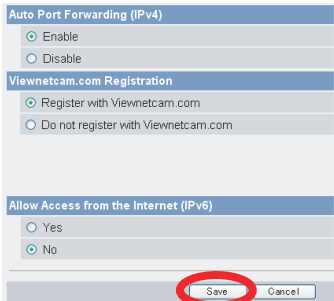 Auto Port Forwarding (IPv4)
Enable
Disable
Viewnetcam.com Registration
Register with Viewnetcam.com
Do not register with Viewnetcam.com
Allow Access from the Internet (IPv6)
Yes
No
Save Cancel